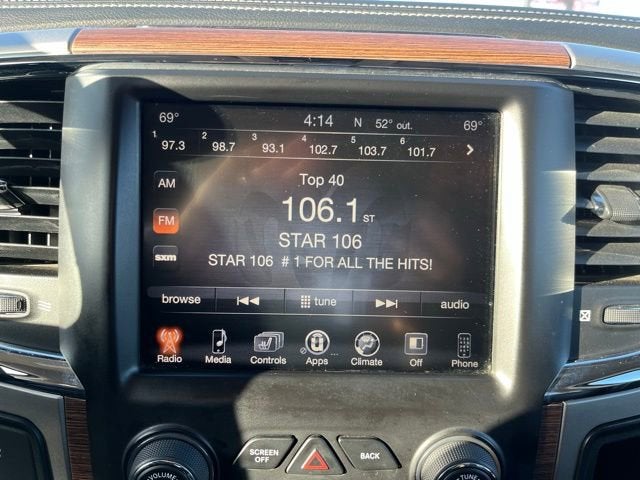 69° 4:14 N 52° out. 69°
1 97.3 2 98.7 3 93.1 4 102.7 5 103.7 6 101.7 >
AM
Top 40
FM 106.1 ST
STAR 106
sxm STAR 106 # 1 FOR ALL THE HITS!
browse tune audio
Radio Media Controls Apps ... Climate Off Phone
SCREEN OFF BACK
VOLUME TUNE